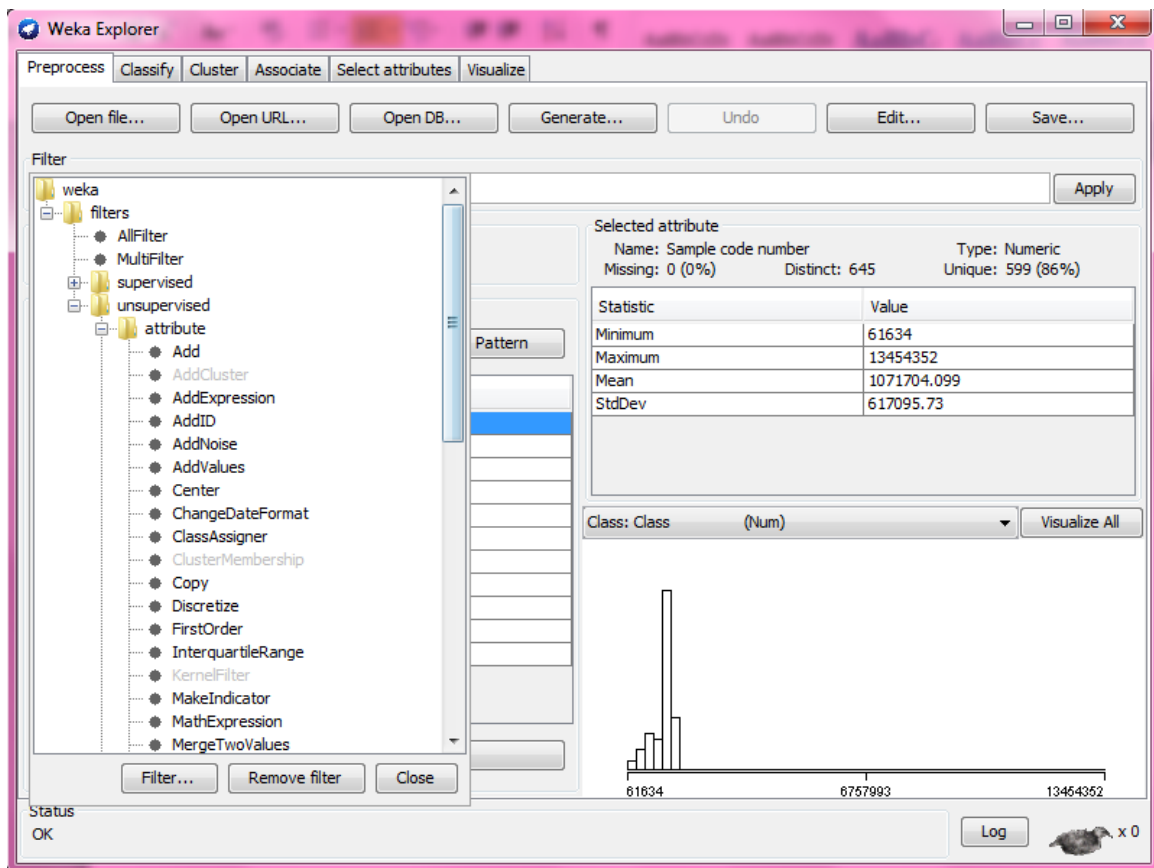 Weka Explorer
Preprocess Classify Cluster Associate Select attributes Visualize
Open file... Open URL... Open DB... Generate... Undo Edit... Save...
Filter
weka
filters
AllFilter
MultiFilter
supervised
unsupervised
attribute
Add
AddCluster
AddExpression
AddID
AddNoise
AddValues
Center
ChangeDateFormat
ClassAssigner
ClusterMembership
Copy
Discretize
FirstOrder
InterquartileRange
KernelFilter
MakeIndicator
MathExpression
MergeTwoValues
Filter... Remove filter Close
Apply
Pattern
Selected attribute
Name: Sample code number Type: Numeric
Missing: 0 (0%) Distinct: 645 Unique: 599 (86%)
Statistic Value
Minimum 61634
Maximum 13454352
Mean 1071704.099
StdDev 617095.73
Class: Class (Num) Visualize All
61634 6757993 13454352
Status
OK
Log x 0